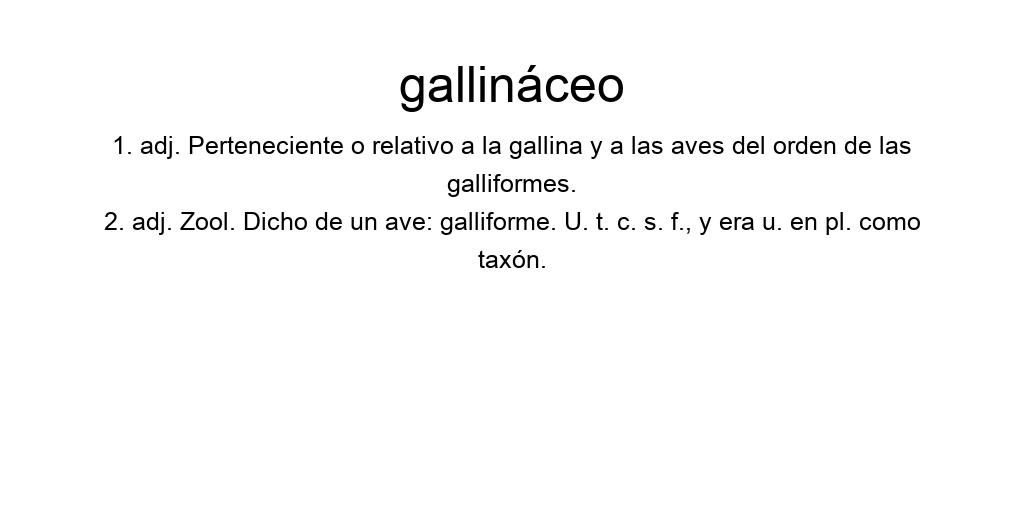 gallináceo
1. adj. Perteneciente o relativo a la gallina y a las aves del orden de las
galliformes.
2. adj. Zool. Dicho de un ave: galliforme. U. t. c. s. f., y era u. en pl. como
taxón.